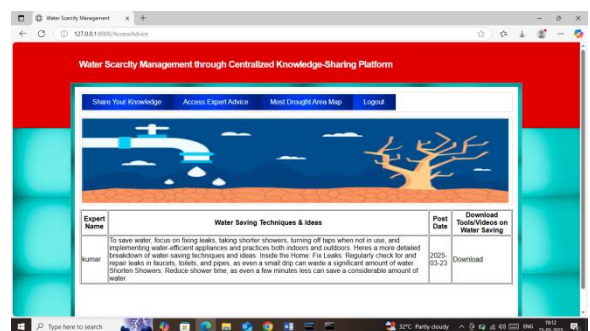 Water Scarcity Management
127.0.0.1:8000/AccessAdvice
Water Scarcity Management through Centralized Knowledge-Sharing Platform
Share Your Knowledge Access Expert Advice Most Drought Area Map Logout
Expert Name Water Saving Techniques & Ideas Post Date Download Tools/Videos on Water Saving
To save water, focus on fixing leaks, taking shorter showers, turning off taps when not in use, and
implementing water-efficient appliances and practices both indoors and outdoors. Heres a more detailed
breakdown of water-saving techniques and ideas: Inside the Home: Fix Leaks: Regularly check for and
kumar repair leaks in faucets, toilets, and pipes, as even a small drip can waste a significant amount of water. 2025-03-23 Download
Shorten Showers: Reduce shower time, as even a few minutes less can save a considerable amount of
water.
Type here to search 32°C Partly cloudy ENG 19:12